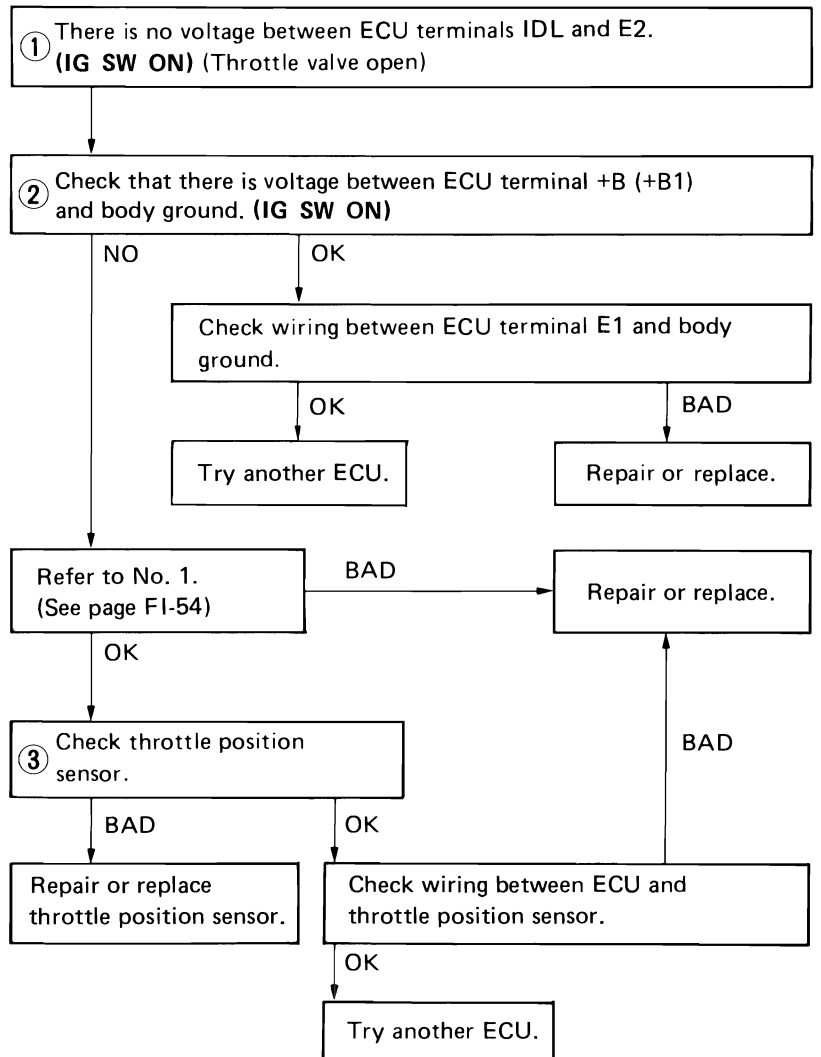 ① There is no voltage between ECU terminals IDL and E2.
(IG SW ON) (Throttle valve open)
② Check that there is voltage between ECU terminal +B (+B1)
and body ground. (IG SW ON)
NO
OK
Check wiring between ECU terminal E1 and body
ground.
OK
BAD
Try another ECU.
Repair or replace.
Refer to No. 1.
(See page FI-54)
BAD
Repair or replace.
OK
③ Check throttle position
sensor.
BAD
BAD
OK
Repair or replace
throttle position sensor.
Check wiring between ECU and
throttle position sensor.
OK
Try another ECU.